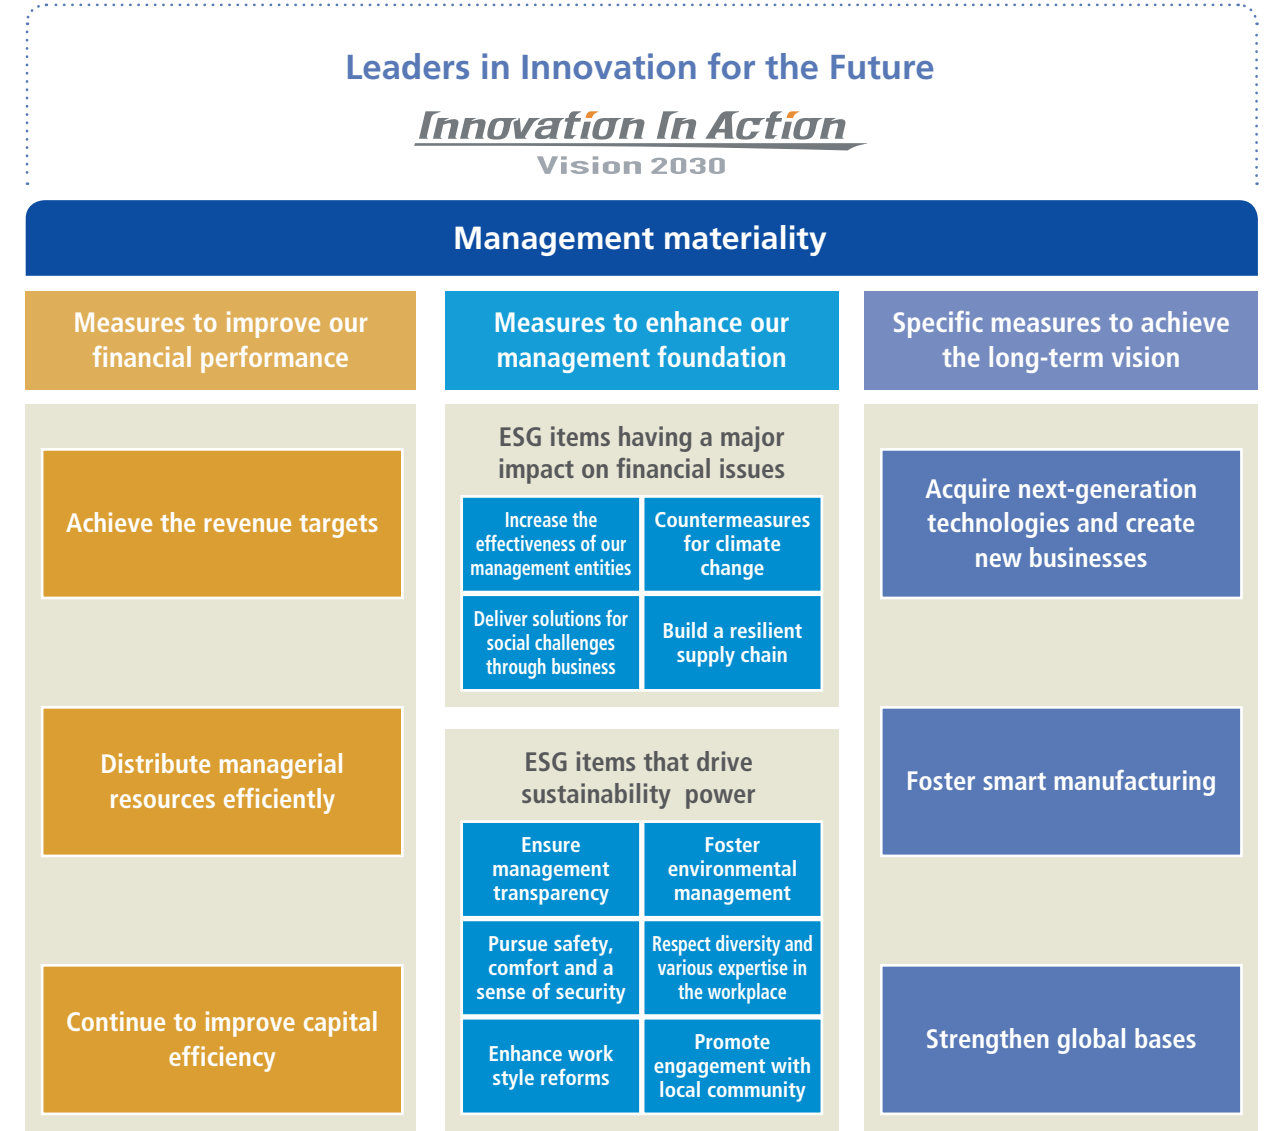 Leaders in Innovation for the Future
Innovation In Action
Vision 2030
Management materiality
Measures to improve our
financial performance
Achieve the revenue targets
Distribute managerial
resources efficiently
Continue to improve capital
efficiency
Measures to enhance our
management foundation
ESG items having a major
impact on financial issues
Increase the
effectiveness of our
management entities
Countermeasures
for climate
change
Deliver solutions for
social challenges
through business
Build a resilient
supply chain
ESG items that drive
sustainability power
Ensure
management
transparency
Foster
environmental
management
Pursue safety,
comfort and a
sense of security
Respect diversity and
various expertise in
the workplace
Enhance work
style reforms
Promote
engagement with
local community
Specific measures to achieve
the long-term vision
Acquire next-generation
technologies and create
new businesses
Foster smart manufacturing
Strengthen global bases